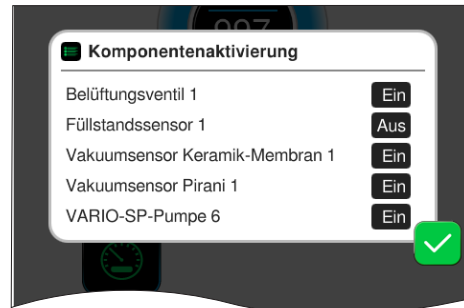 Komponentenaktivierung
Belüftungsventil 1 Ein
Füllstandssensor 1 Aus
Vakuumsensor Keramik-Membran 1 Ein
Vakuumsensor Pirani 1 Ein
VARIO-SP-Pumpe 6 Ein